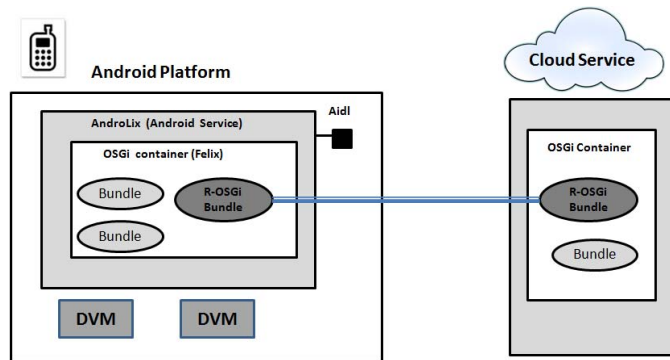 Android Platform
Cloud Service
Aidl
AndroLix (Android Service)
OSGi container (Felix)
Bundle
R-OSGi
Bundle
Bundle
DVM
DVM
OSGi Container
R-OSGi
Bundle
Bundle